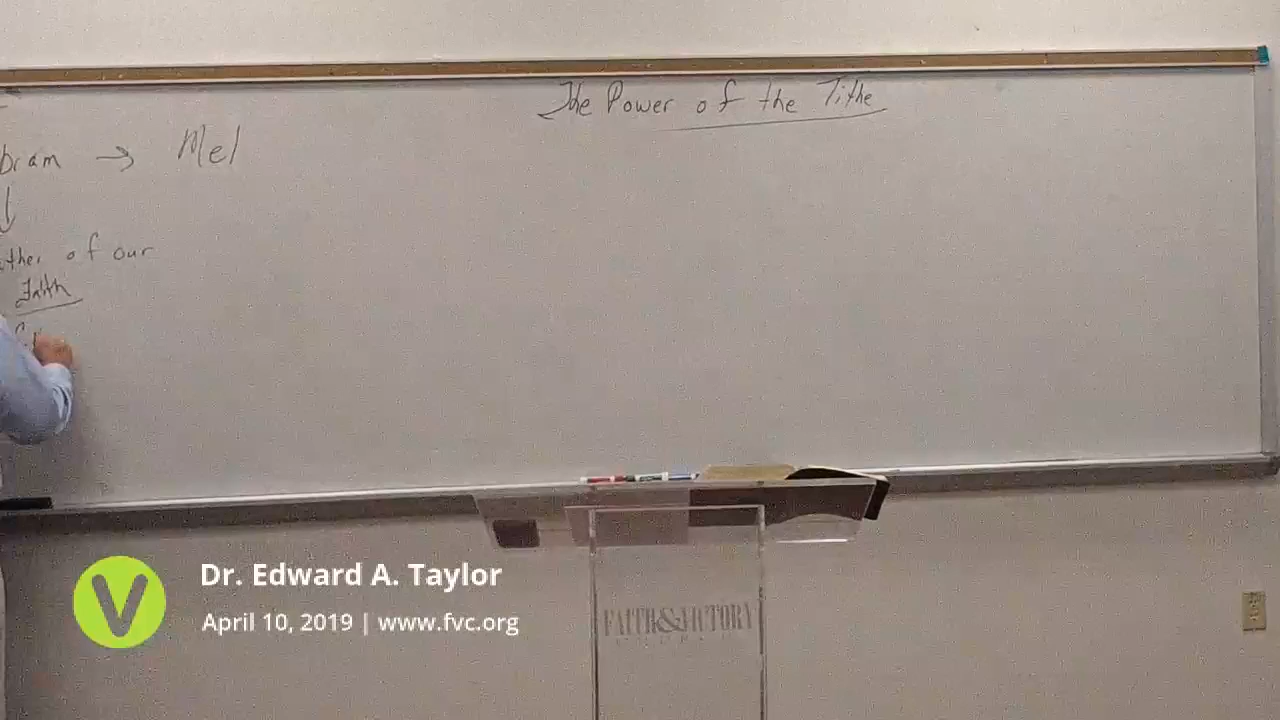 The Power of the Tithe
bram → Mel
ather of our
Faith
Dr. Edward A. Taylor
April 10, 2019 | www.fvc.org
FAITH & VICTORY